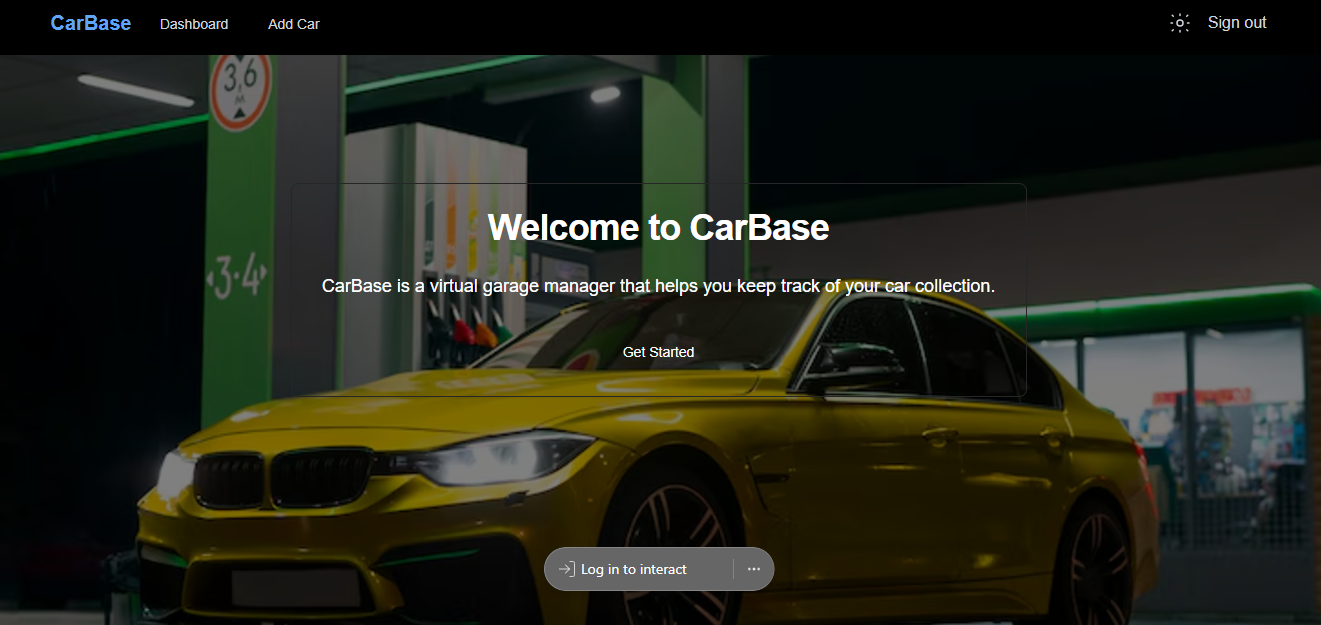 CarBase Dashboard Add Car Sign out
3,6
M
3·4
Welcome to CarBase
CarBase is a virtual garage manager that helps you keep track of your car collection.
Get Started
Log in to interact